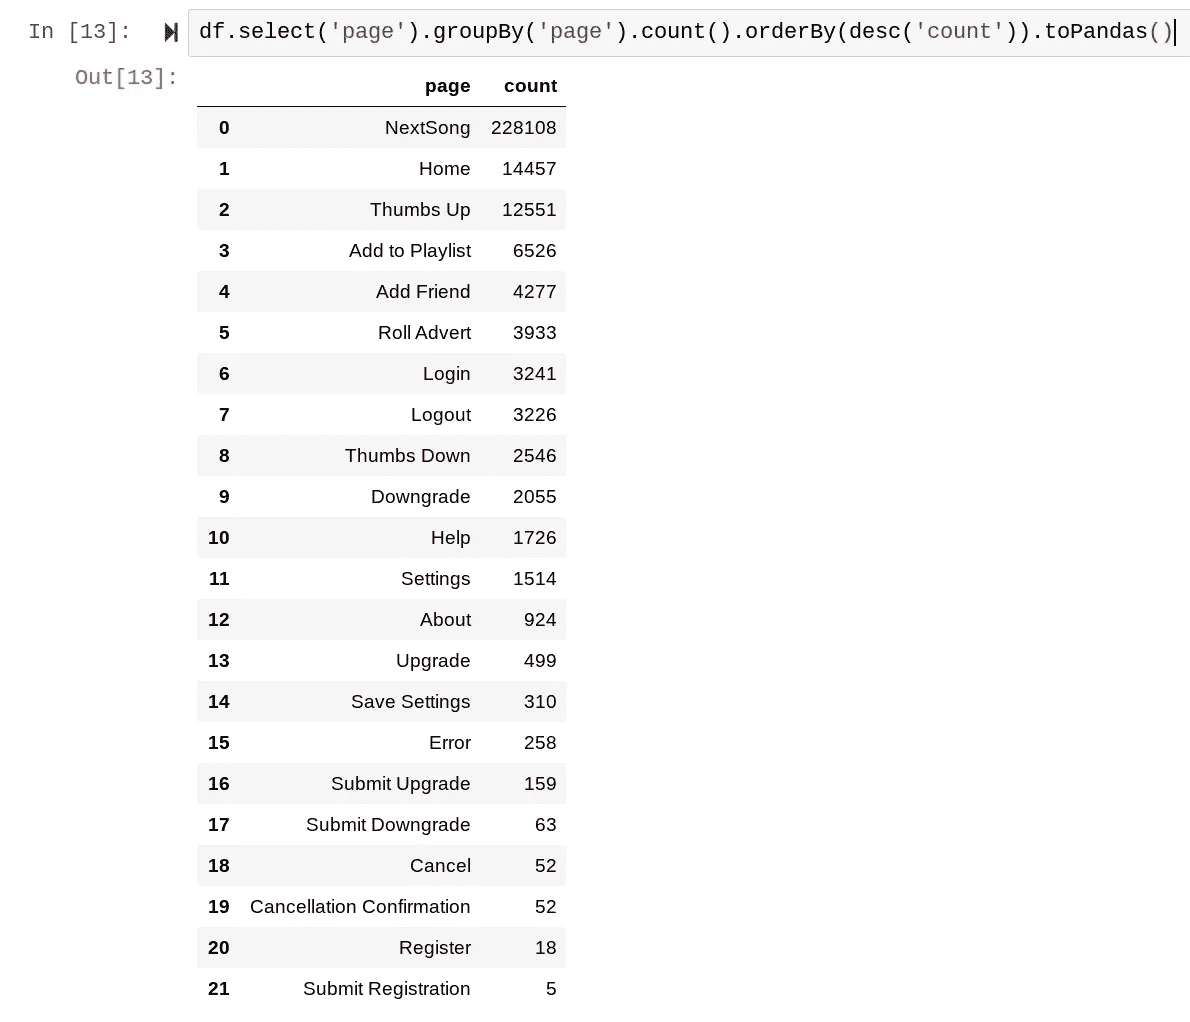 In [13]: df.select('page').groupBy('page').count().orderBy(desc('count')).toPandas()
Out[13]:
page count
0 NextSong 228108
1 Home 14457
2 Thumbs Up 12551
3 Add to Playlist 6526
4 Add Friend 4277
5 Roll Advert 3933
6 Login 3241
7 Logout 3226
8 Thumbs Down 2546
9 Downgrade 2055
10 Help 1726
11 Settings 1514
12 About 924
13 Upgrade 499
14 Save Settings 310
15 Error 258
16 Submit Upgrade 159
17 Submit Downgrade 63
18 Cancel 52
19 Cancellation Confirmation 52
20 Register 18
21 Submit Registration 5